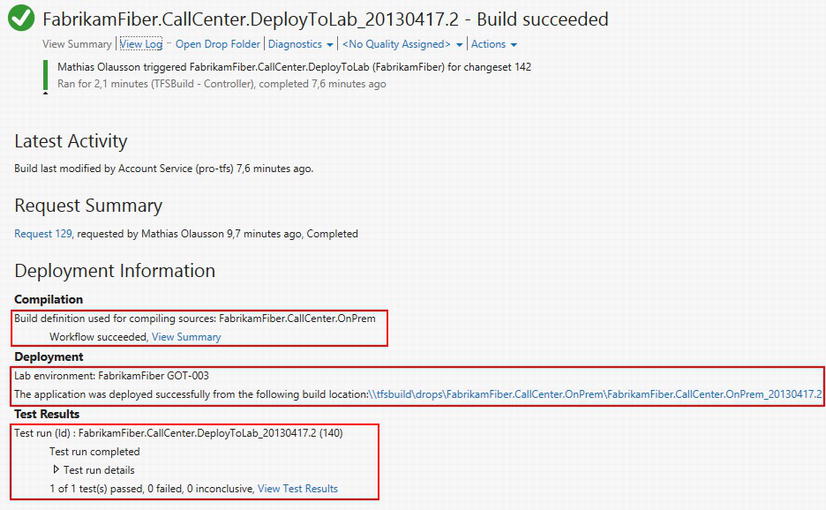 FabrikamFiber.CallCenter.DeployToLab_20130417.2 - Build succeeded
View Summary | View Log - Open Drop Folder | Diagnostics | <No Quality Assigned> | Actions
Mathias Olausson triggered FabrikamFiber.CallCenter.DeployToLab (FabrikamFiber) for changeset 142
Ran for 2,1 minutes (TFSBuild - Controller), completed 7,6 minutes ago
Latest Activity
Build last modified by Account Service (pro-tfs) 7,6 minutes ago.
Request Summary
Request 129, requested by Mathias Olausson 9,7 minutes ago, Completed
Deployment Information
Compilation
Build definition used for compiling sources: FabrikamFiber.CallCenter.OnPrem
Workflow succeeded, View Summary
Deployment
Lab environment: FabrikamFiber GOT-003
The application was deployed successfully from the following build location:\\tfsbuild\drops\FabrikamFiber.CallCenter.OnPrem\FabrikamFiber.CallCenter.OnPrem_20130417.2
Test Results
Test run (Id) : FabrikamFiber.CallCenter.DeployToLab_20130417.2 (140)
Test run completed
Test run details
1 of 1 test(s) passed, 0 failed, 0 inconclusive, View Test Results